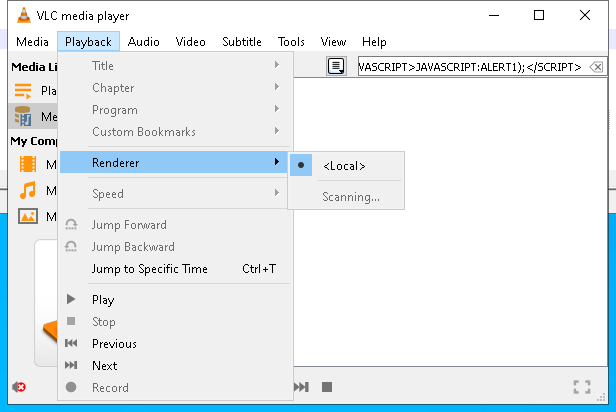 VLC media player
Media Playback Audio Video Subtitle Tools View Help
Media Li
Pla
Me
My Comp
M
M
M
VASCRIPT>JAVASCRIPT:ALERT1);</SCRIPT>
Title
Chapter
Program
Custom Bookmarks
Renderer
<Local>
Scanning...
Speed
Jump Forward
Jump Backward
Jump to Specific Time Ctrl+T
Play
Stop
Previous
Next
Record